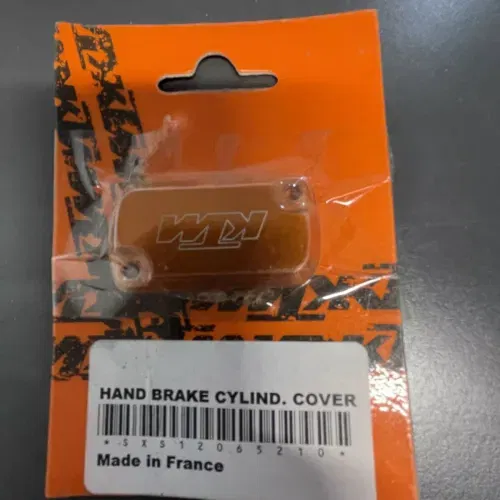 KTM
HAND BRAKE CYLIND. COVER
*SXS12065210*
Made in France